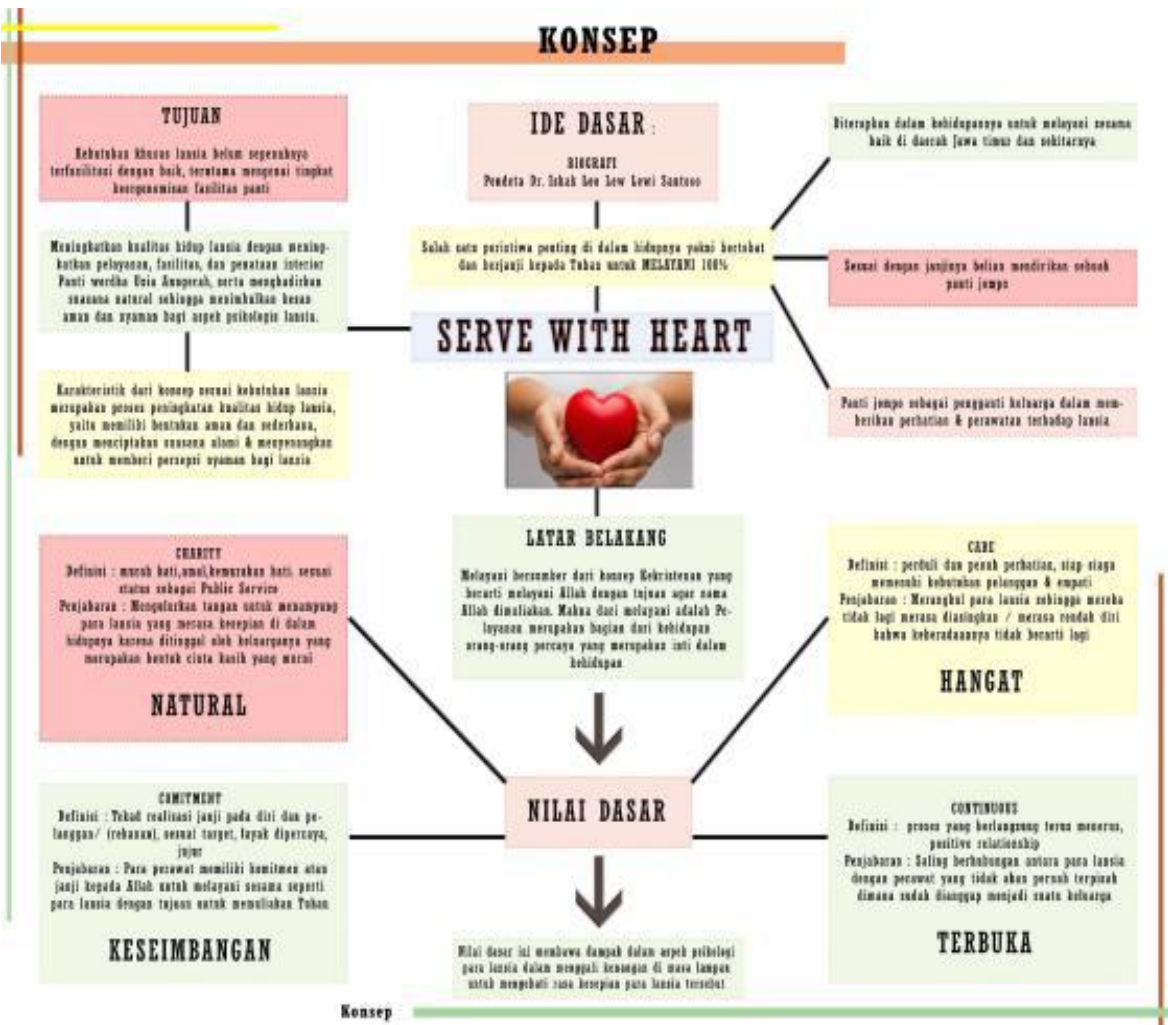 KONSEP
TUJUAN
Kebutuhan khusus lansia belum sepenuhnya
terfasilitasi dengan baik, terutama mengenai tingkat
keergonomisan fasilitas panti
Meningkatkan kualitas hidup lansia dengan mening-
katkan pelayanan, fasilitas, dan penataan interior
Panti werdha Usia Anugerah, serta menghadirkan
suasana natural sehingga menimbulkan kesan
aman dan nyaman bagi aspek psikologis lansia.
Karakteristik dari konsep sesuai kebutuhan lansia
merupakan proses peningkatan kualitas hidup lansia,
yaitu memiliki bentukan aman dan sederhana,
dengan menciptakan suasana alami & menyenangkan
untuk memberi persepsi nyaman bagi lansia
IDE DASAR :
BIOGRAFI
Pendeta Dr. Ishak Lew Lewi Santoso
Salah satu peristiwa penting di dalam hidupnya yakni bertobat
dan berjanji kepada Tuhan untuk MELAYANI 100%
Diterapkan dalam kehidupannya untuk melayani sesama
baik di daerah Jawa timur dan sekitarnya
Sesuai dengan janjinya beliau mendirikan sebuah
panti jompo
Panti jompo sebagai pengganti keluarga dalam mem-
berikan perhatian & perawatan terhadap lansia
SERVE WITH HEART
LATAR BELAKANG
Melayani bersumber dari konsep Kekristenan yang
berarti melayani Allah dengan tujuan agar nama
Allah dimuliakan. Makna dari melayani adalah Pe-
layanan merupakan bagian dari kehidupan
orang-orang percaya yang merupakan inti dalam
kehidupan
CHARITY
Definisi : murah hati,amal,kemurahan hati. sesuai
status sebagai Public Service
Penjabaran : Mengulurkan tangan untuk menampung
para lansia yang merasa kesepian di dalam
hidupnya karena ditinggal oleh keluarganya yang
merupakan bentuk cinta kasih yang murni
NATURAL
CARE
Definisi : perduli dan penuh perhatian, siap siaga
memenuhi kebutuhan pelanggan & empati
Penjabaran : Merangkul para lansia sehingga mereka
tidak lagi merasa diasingkan / merasa rendah diri
bahwa keberadaannya tidak berarti lagi
HANGAT
NILAI DASAR
COMITMENT
Definisi : Tekad realisasi janji pada diri dan pe-
langgan/ (rekanan), sesuai target, layak dipercaya,
jujur
Penjabaran : Para perawat memiliki komitmen atau
janji kepada Allah untuk melayani sesama seperti
para lansia dengan tujuan untuk memuliakan Tuhan
KESEIMBANGAN
CONTINUOUS
Definisi : proses yang berlangsung terus menerus,
positive relationship
Penjabaran : Saling berhubungan antara para lansia
dengan perawat yang tidak akan pernah terpisah
dimana sudah dianggap menjadi suatu keluarga
TERBUKA
Nilai dasar ini membawa dampak dalam aspek psikologi
para lansia dalam menggali kenangan di masa lampau
untuk mengobati rasa kesepian para lansia tersebut
Konsep